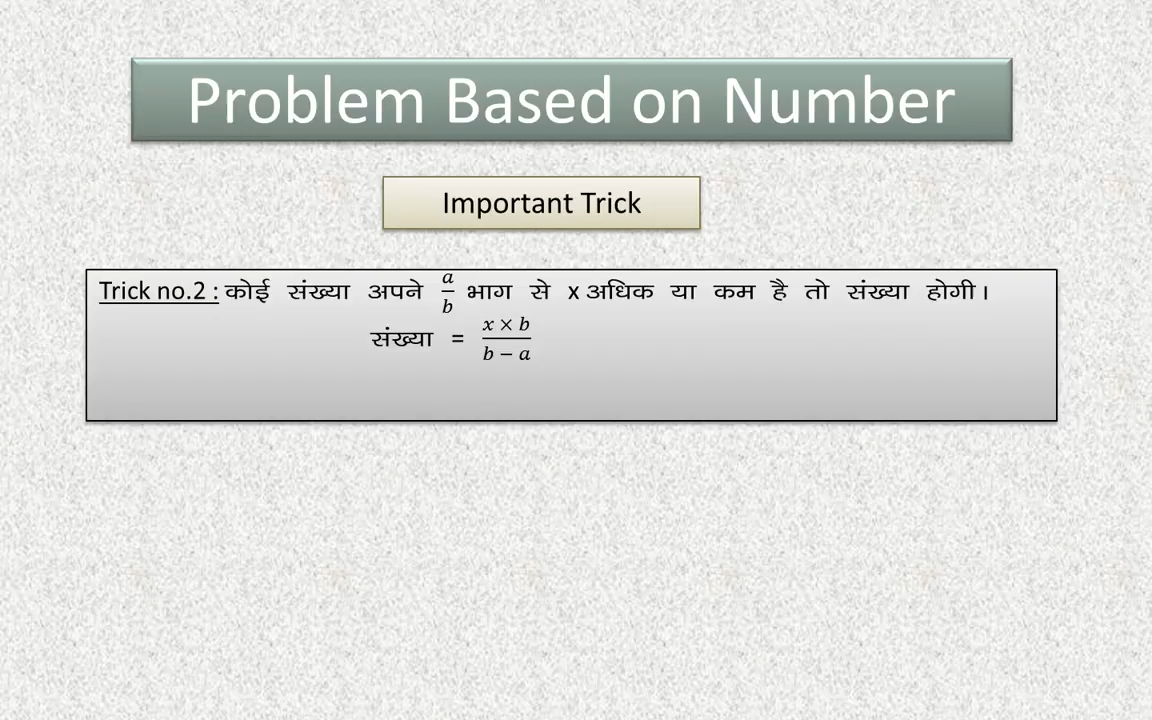 Problem Based on Number
Important Trick
Trick no.2 : कोई संख्या अपने a/b भाग से x अधिक या कम है तो संख्या होगी ।
संख्या = (x × b)/(b − a)